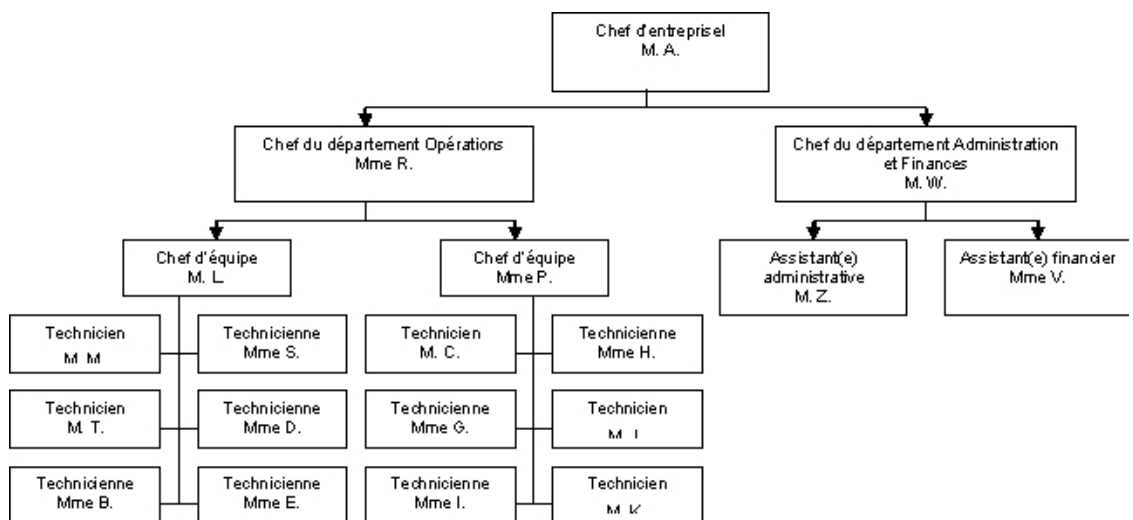 Chef d'entreprisel
M. A.
Chef du département Opérations
Mme R.
Chef du département Administration
et Finances
M. W.
Chef d'équipe
M. L.
Chef d'équipe
Mme P.
Assistant(e)
administrative
M. Z.
Assistant(e) financier
Mme V.
Technicien
M. M
Technicienne
Mme S.
Technicien
M. C.
Technicienne
Mme H.
Technicien
M. T.
Technicienne
Mme D.
Technicienne
Mme G.
Technicien
M.
Technicienne
Mme B.
Technicienne
Mme E.
Technicienne
Mme I.
Technicien
M. K